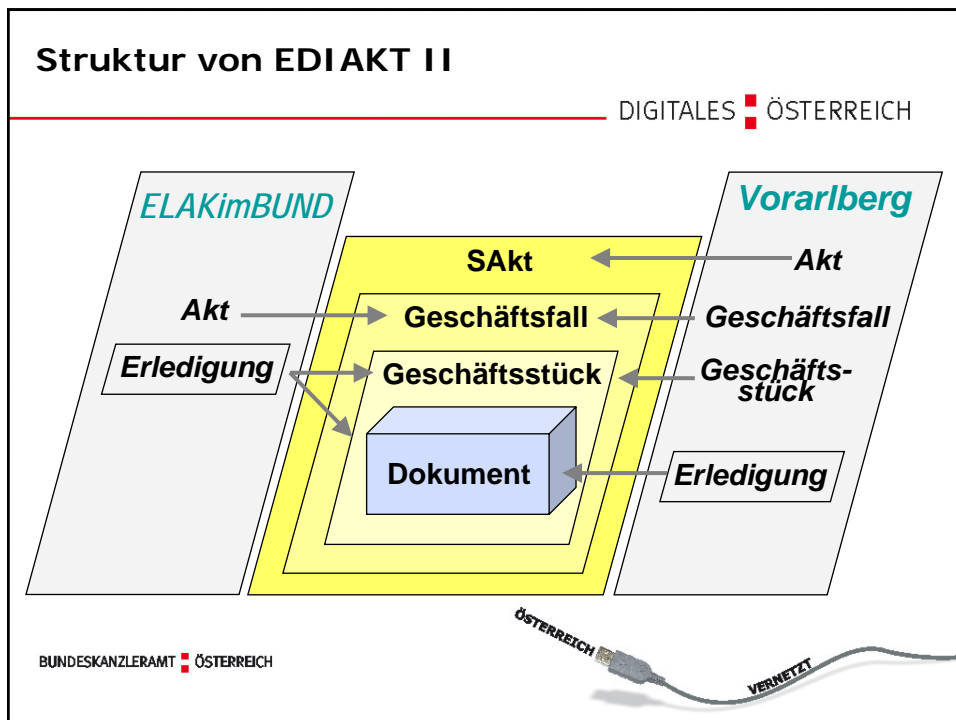 Struktur von EDIAKT II
DIGITALES ÖSTERREICH
ELAKimBUND
Akt
Erledigung
SAkt
Geschäftsfall
Geschäftsstück
Dokument
Vorarlberg
Akt
Geschäftsfall
Geschäfts-
stück
Erledigung
BUNDESKANZLERAMT ÖSTERREICH
ÖSTERREICH
VERNETZT